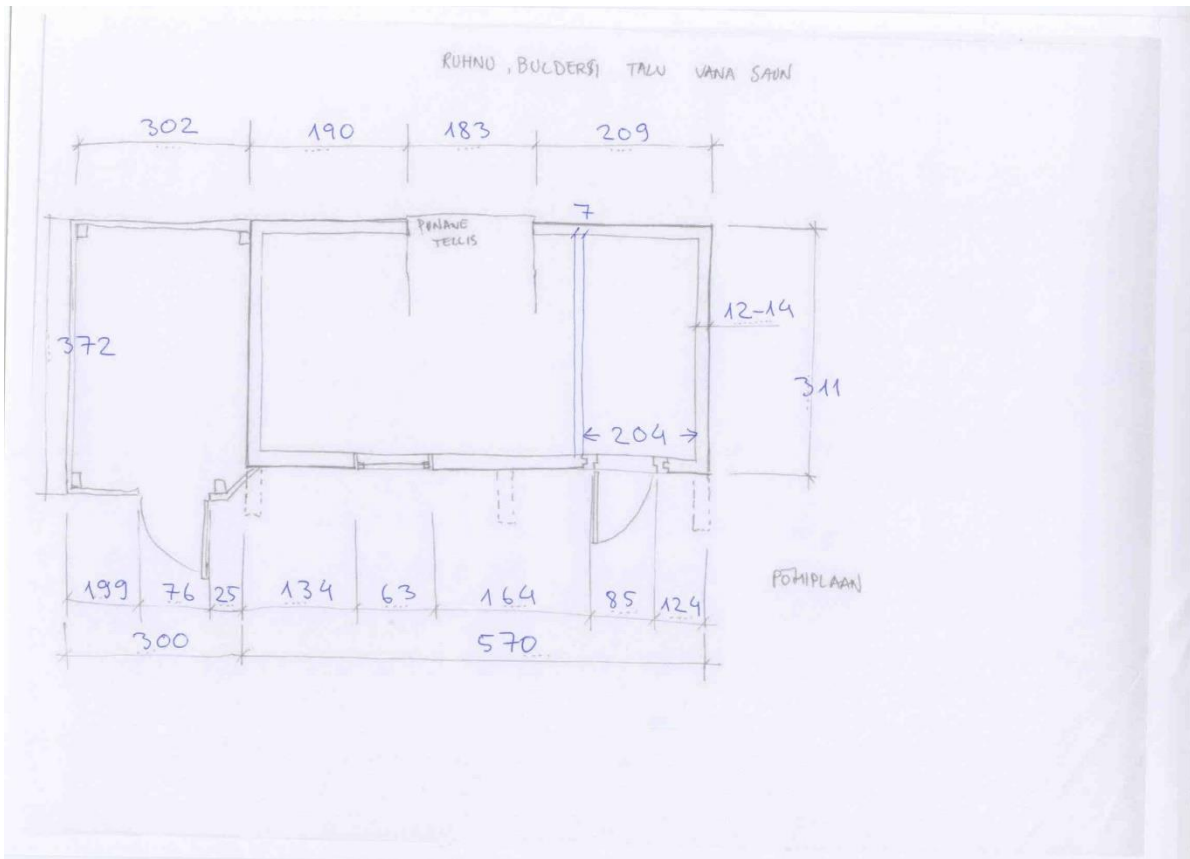 RUHNU, BULDERSI TALU VANA SAUN
302 190 183 209
7
PUNANE
TELLIS
12-14
372
311
204
199 76 25 134 63 164 85 124
PÕHIPLAAN
300 570